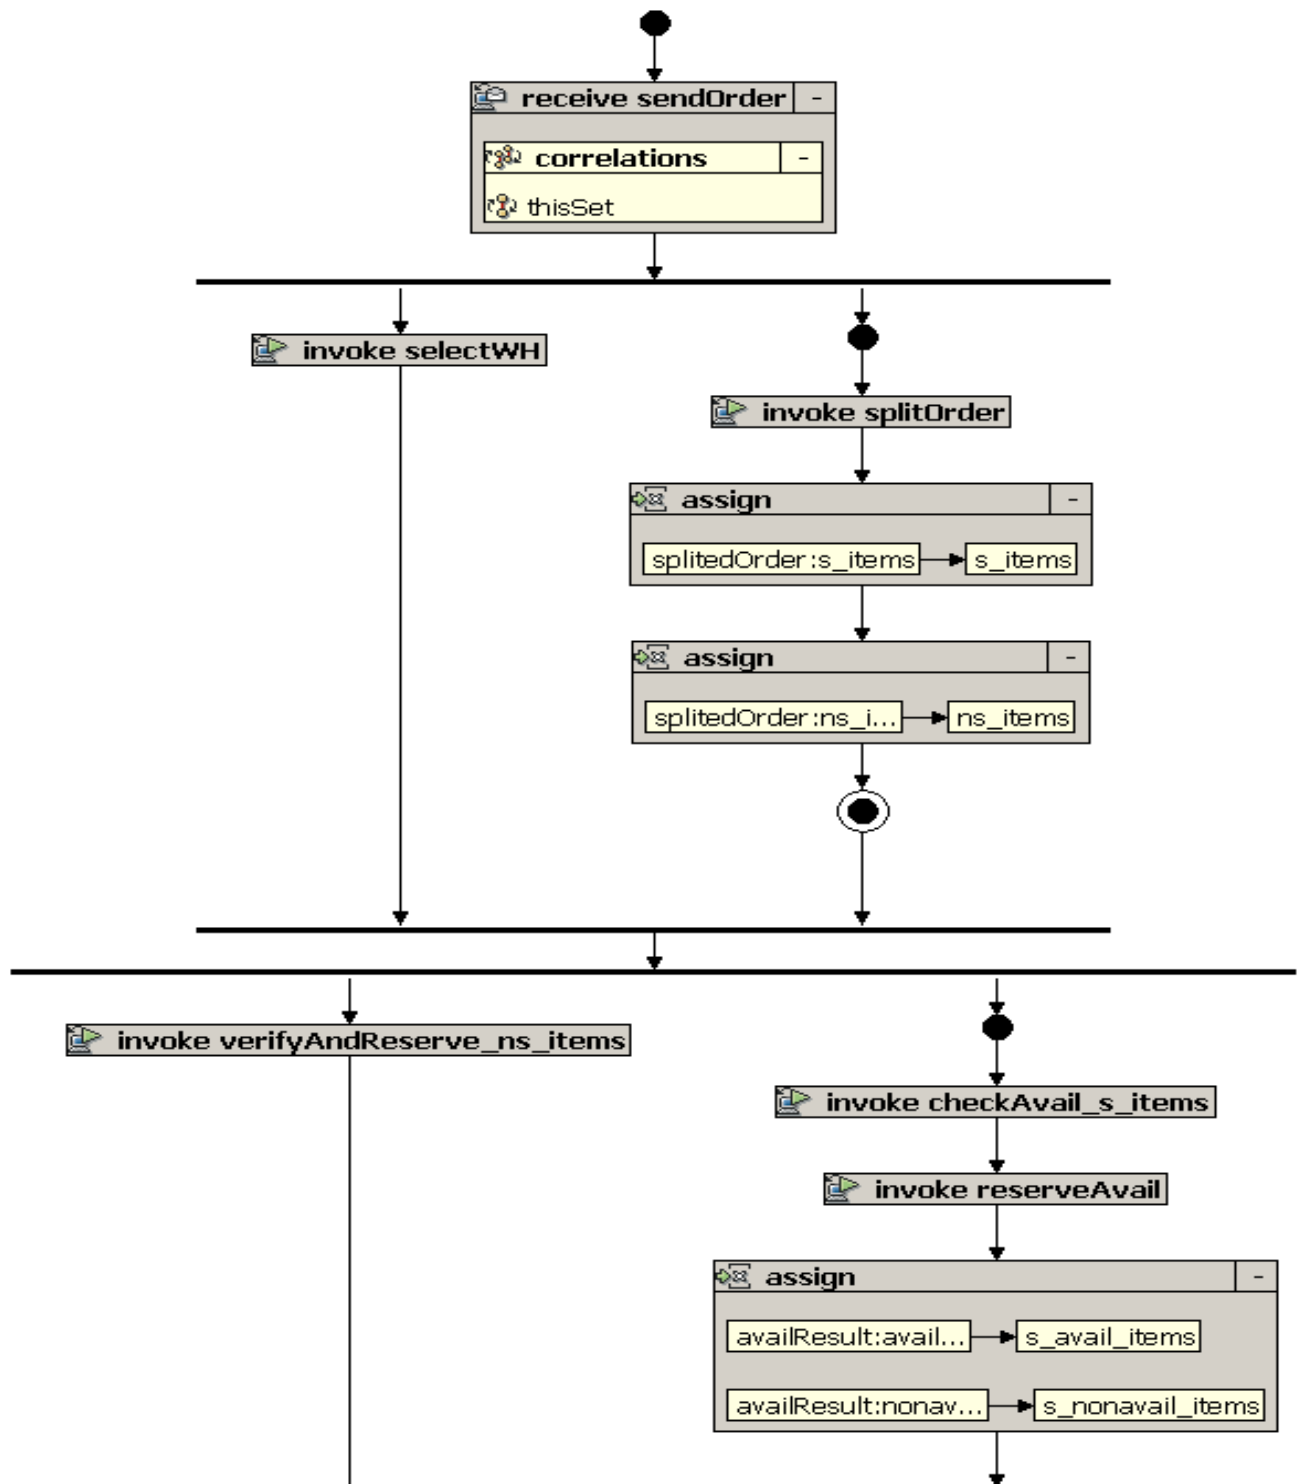 receive sendOrder -
correlations -
thisSet
invoke selectWH
invoke splitOrder
assign -
splitedOrder:s_items s_items
assign -
splitedOrder:ns_i... ns_items
invoke verifyAndReserve_ns_items
invoke checkAvail_s_items
invoke reserveAvail
assign -
availResult:avail... s_avail_items
availResult:nonav... s_nonavail_items